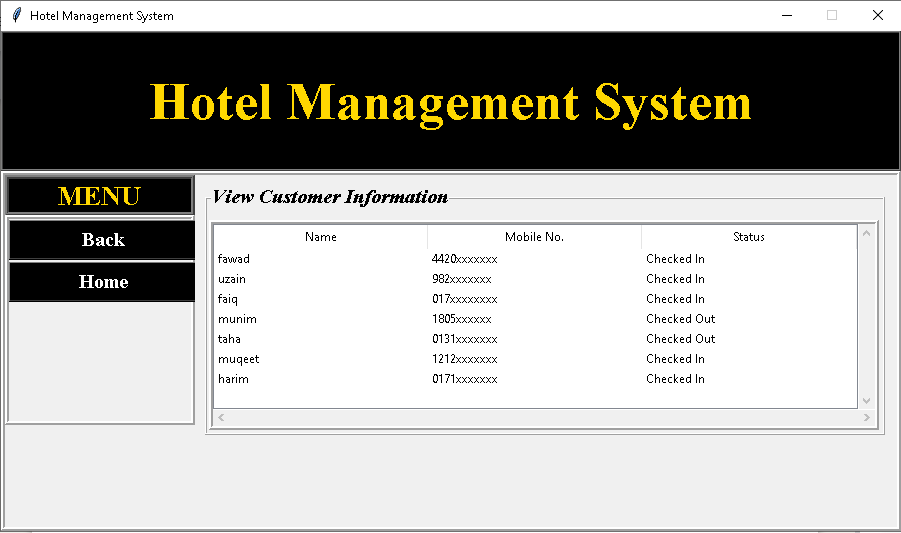 Hotel Management System
Hotel Management System
MENU
Back
Home
View Customer Information
Name Mobile No. Status
fawad 4420xxxxxxx Checked In
uzain 982xxxxxxx Checked In
faiq 017xxxxxxxx Checked In
munim 1805xxxxxx Checked Out
taha 0131xxxxxxx Checked Out
muqeet 1212xxxxxxx Checked In
harim 0171xxxxxxx Checked In